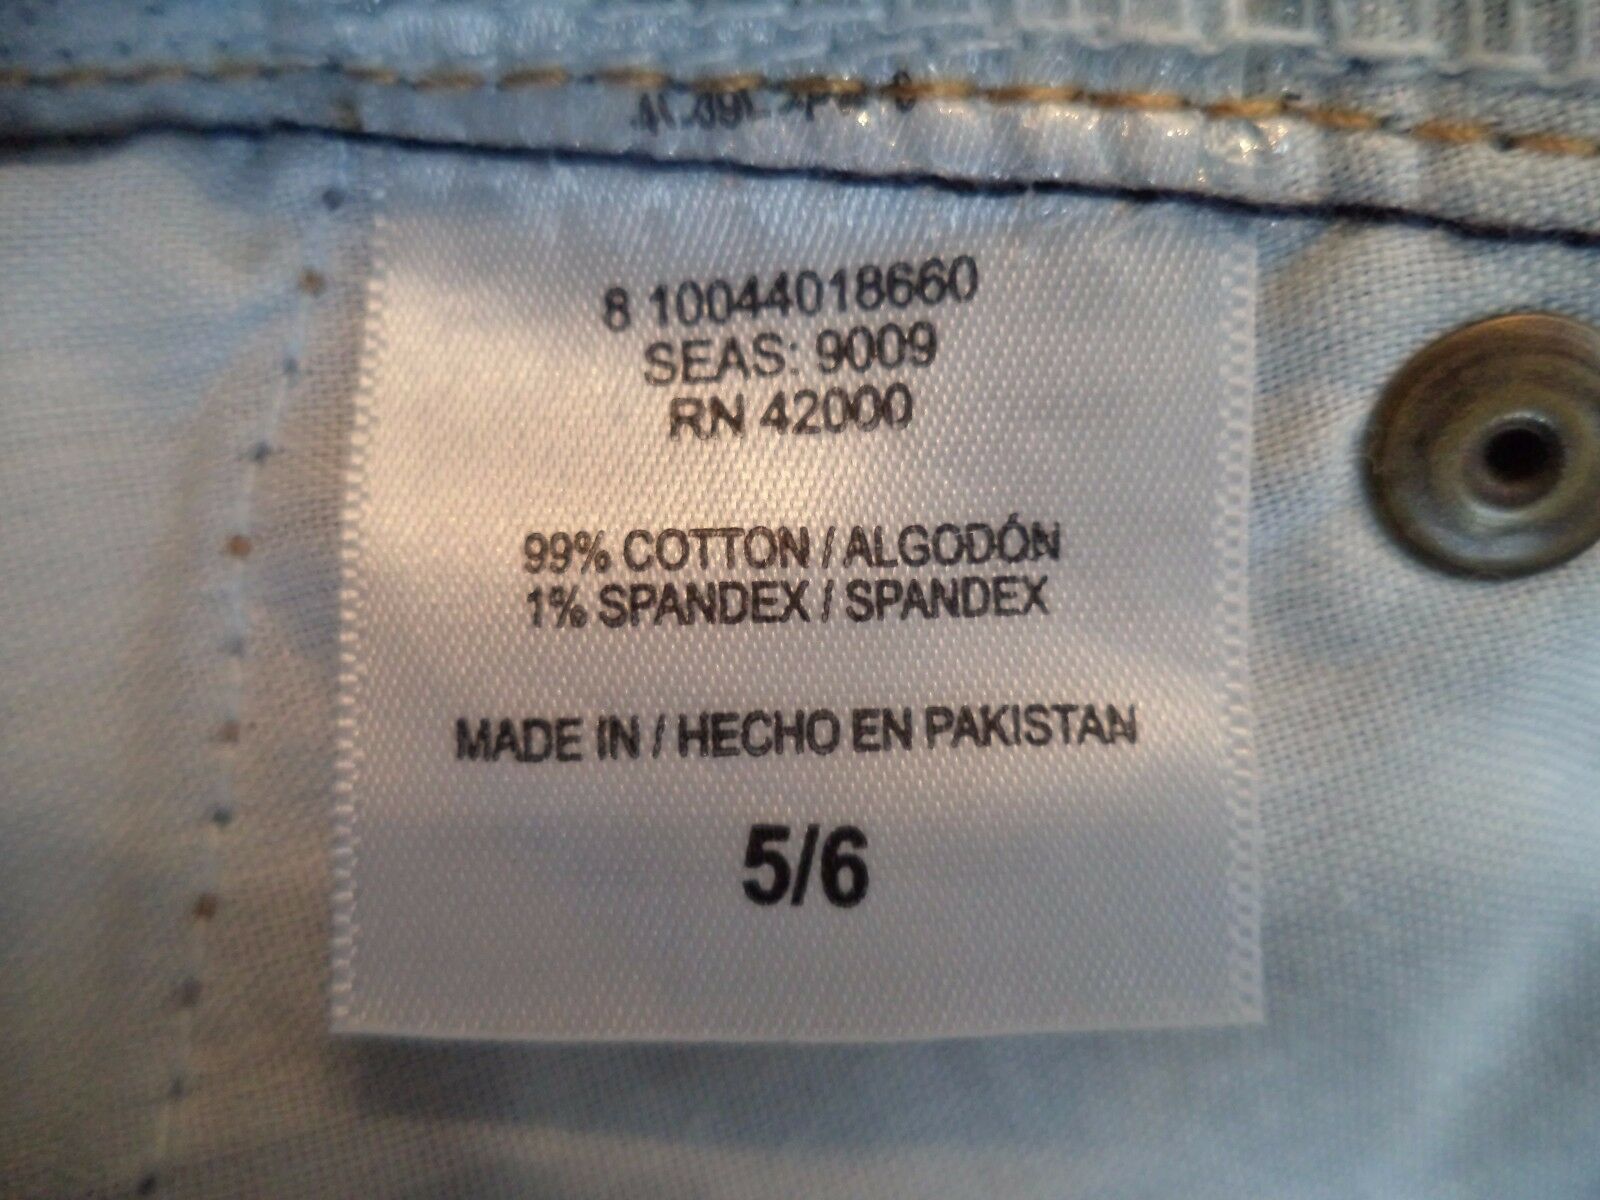 8 10044018660
SEAS: 9009
RN 42000
99% COTTON / ALGODÓN
1% SPANDEX / SPANDEX
MADE IN / HECHO EN PAKISTAN
5/6